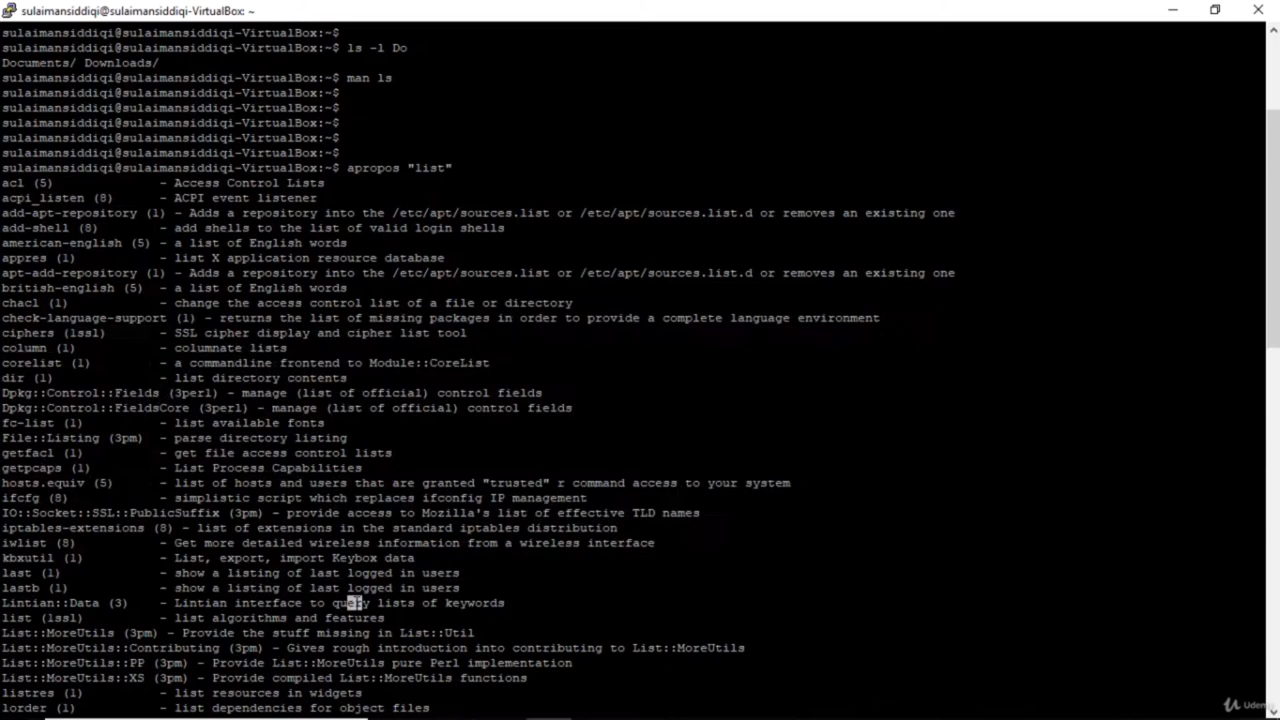 sulaimansiddiqi@sulaimansiddiqi-VirtualBox: ~
sulaimansiddiqi@sulaimansiddiqi-VirtualBox:~$
sulaimansiddiqi@sulaimansiddiqi-VirtualBox:~$ ls -l Do
Documents/ Downloads/
sulaimansiddiqi@sulaimansiddiqi-VirtualBox:~$ man ls
sulaimansiddiqi@sulaimansiddiqi-VirtualBox:~$
sulaimansiddiqi@sulaimansiddiqi-VirtualBox:~$
sulaimansiddiqi@sulaimansiddiqi-VirtualBox:~$
sulaimansiddiqi@sulaimansiddiqi-VirtualBox:~$
sulaimansiddiqi@sulaimansiddiqi-VirtualBox:~$
sulaimansiddiqi@sulaimansiddiqi-VirtualBox:~$ apropos "list"
acl (5) - Access Control Lists
acpi_listen (8) - ACPI event listener
add-apt-repository (1) - Adds a repository into the /etc/apt/sources.list or /etc/apt/sources.list.d or removes an existing one
add-shell (8) - add shells to the list of valid login shells
american-english (5) - a list of English words
appres (1) - list X application resource database
apt-add-repository (1) - Adds a repository into the /etc/apt/sources.list or /etc/apt/sources.list.d or removes an existing one
british-english (5) - a list of English words
chacl (1) - change the access control list of a file or directory
check-language-support (1) - returns the list of missing packages in order to provide a complete language environment
ciphers (1ssl) - SSL cipher display and cipher list tool
column (1) - columnate lists
corelist (1) - a commandline frontend to Module::CoreList
dir (1) - list directory contents
Dpkg::Control::Fields (3perl) - manage (list of official) control fields
Dpkg::Control::FieldsCore (3perl) - manage (list of official) control fields
fc-list (1) - list available fonts
File::Listing (3pm) - parse directory listing
getfacl (1) - get file access control lists
getpcaps (1) - List Process Capabilities
hosts.equiv (5) - list of hosts and users that are granted "trusted" r command access to your system
ifcfg (8) - simplistic script which replaces ifconfig IP management
IO::Socket::SSL::PublicSuffix (3pm) - provide access to Mozilla's list of effective TLD names
iptables-extensions (8) - list of extensions in the standard iptables distribution
iwlist (8) - Get more detailed wireless information from a wireless interface
kbxutil (1) - List, export, import Keybox data
last (1) - show a listing of last logged in users
lastb (1) - show a listing of last logged in users
Lintian::Data (3) - Lintian interface to query lists of keywords
list (1ssl) - list algorithms and features
List::MoreUtils (3pm) - Provide the stuff missing in List::Util
List::MoreUtils::Contributing (3pm) - Gives rough introduction into contributing to List::MoreUtils
List::MoreUtils::PP (3pm) - Provide List::MoreUtils pure Perl implementation
List::MoreUtils::XS (3pm) - Provide compiled List::MoreUtils functions
listres (1) - list resources in widgets
lorder (1) - list dependencies for object files